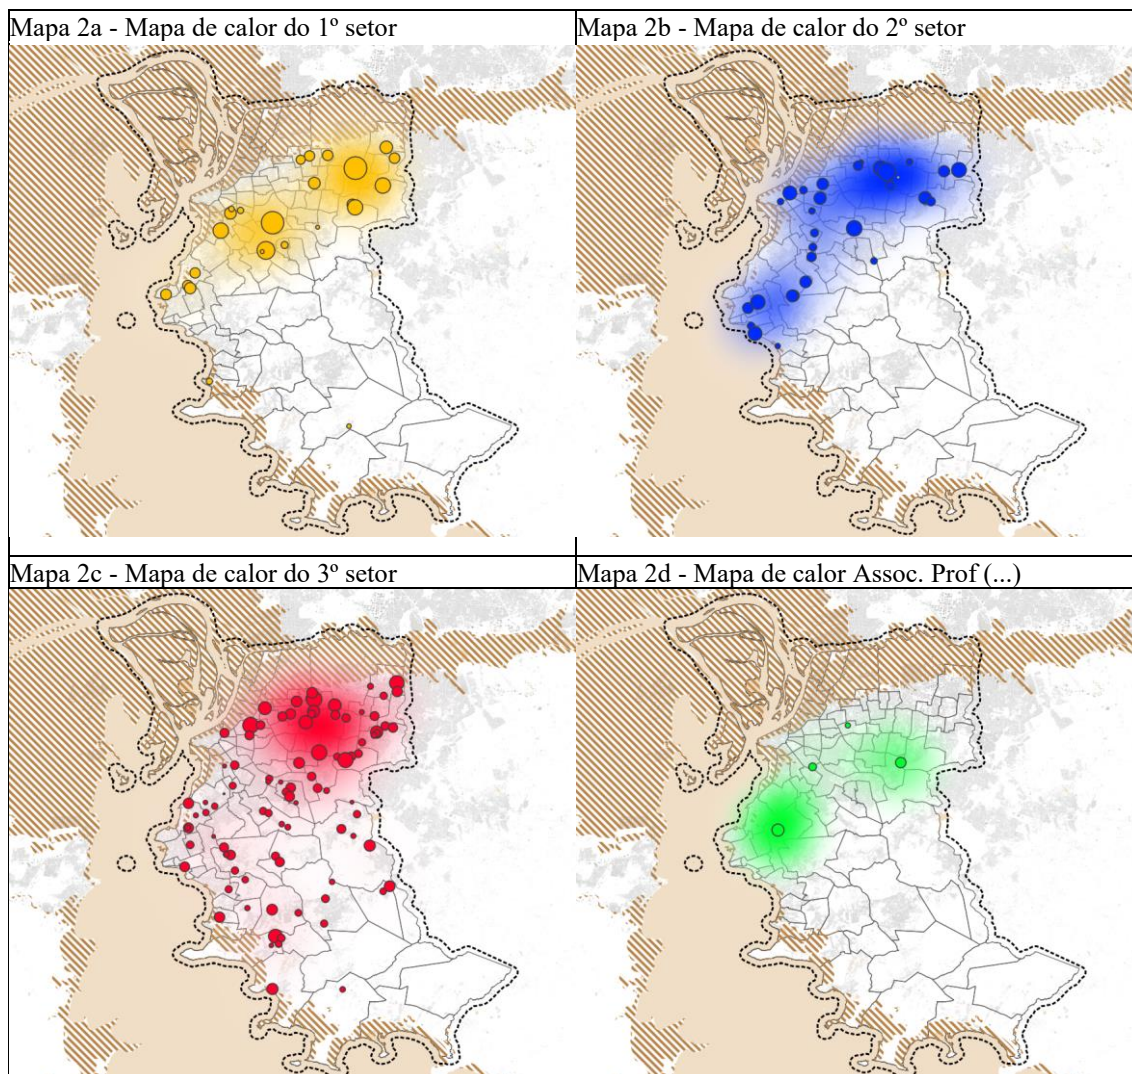 Mapa 2a - Mapa de calor do 1º setor
Mapa 2b - Mapa de calor do 2º setor
Mapa 2c - Mapa de calor do 3º setor
Mapa 2d - Mapa de calor Assoc. Prof (...)